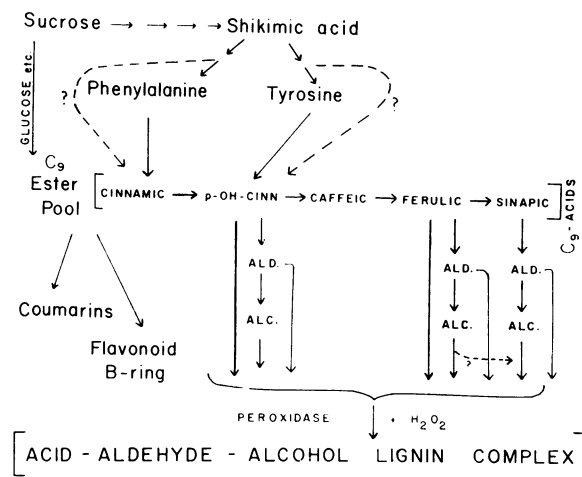 Sucrose → → → → Shikimic acid
GLUCOSE etc.
?
Phenylalanine
Tyrosine
?
C9
Ester
Pool
[CINNAMIC → p-OH-CINN → CAFFEIC → FERULIC → SINAPIC]
C9-ACIDS
ALD.
ALD.
ALD.
ALC.
ALC.
ALC.
?
Coumarins
Flavonoid
B-ring
PEROXIDASE + H2O2
[ACID - ALDEHYDE - ALCOHOL LIGNIN COMPLEX]